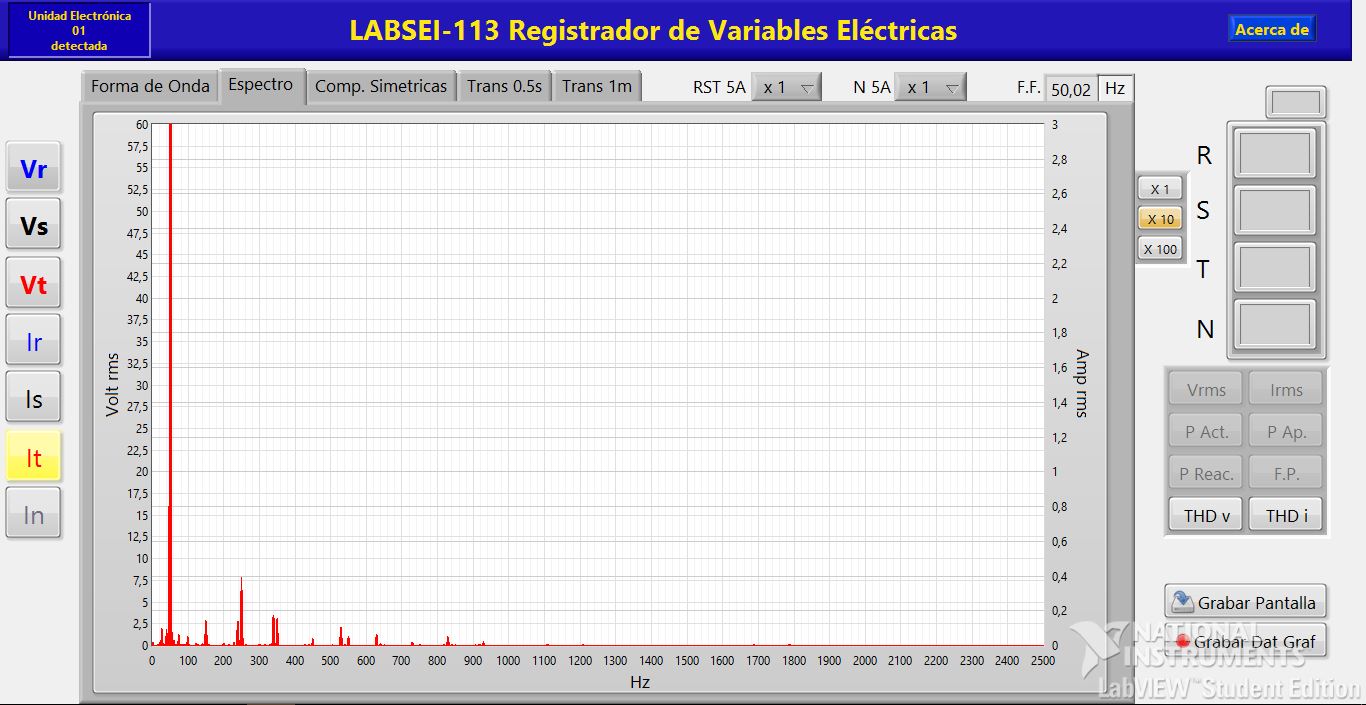 Unidad Electrónica
01
detectada
LABSEI-113 Registrador de Variables Eléctricas
Acerca de
Forma de Onda
Espectro
Comp. Simetricas
Trans 0.5s
Trans 1m
RST 5A
x 1
N 5A
x 1
F.F.
50,02
Hz
Vr
Vs
Vt
Ir
Is
It
In
Volt rms
60
57,5
55
52,5
50
47,5
45
42,5
40
37,5
35
32,5
30
27,5
25
22,5
20
17,5
15
12,5
10
7,5
5
2,5
0
0 100 200 300 400 500 600 700 800 900 1000 1100 1200 1300 1400 1500 1600 1700 1800 1900 2000 2100 2200 2300 2400 2500
Hz
3
2,8
2,6
2,4
2,2
2
1,8
1,6
1,4
1,2
1
0,8
0,6
0,4
0,2
0
Amp rms
X 1
X 10
X 100
R
S
T
N
Vrms
Irms
P Act.
P Ap.
P Reac.
F.P.
THD v
THD i
Grabar Pantalla
Grabar Dat Graf
NATIONAL
INSTRUMENTS
LabVIEW™ Student Edition